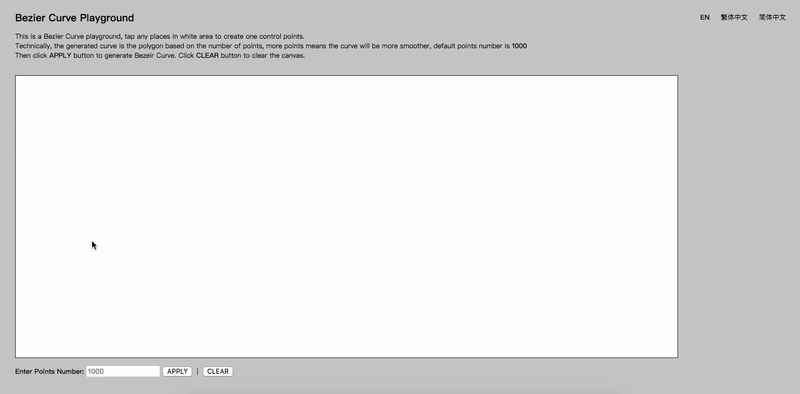 Bezier Curve Playground
EN 繁体中文 简体中文
This is a Bezier Curve playground, tap any places in white area to create one control points.
Technically, the generated curve is the polygon based on the number of points, more points means the curve will be more smoother, default points number is 1000
Then click APPLY button to generate Bezeir Curve. Click CLEAR button to clear the canvas.
Enter Points Number: 1000 APPLY | CLEAR